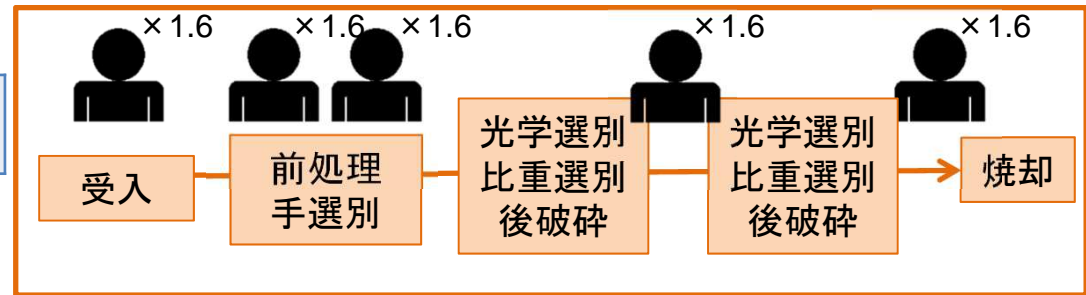 ×1.6
×1.6
×1.6
×1.6
×1.6
受入
前処理
手選別
光学選別
比重選別
後破砕
光学選別
比重選別
後破砕
焼却